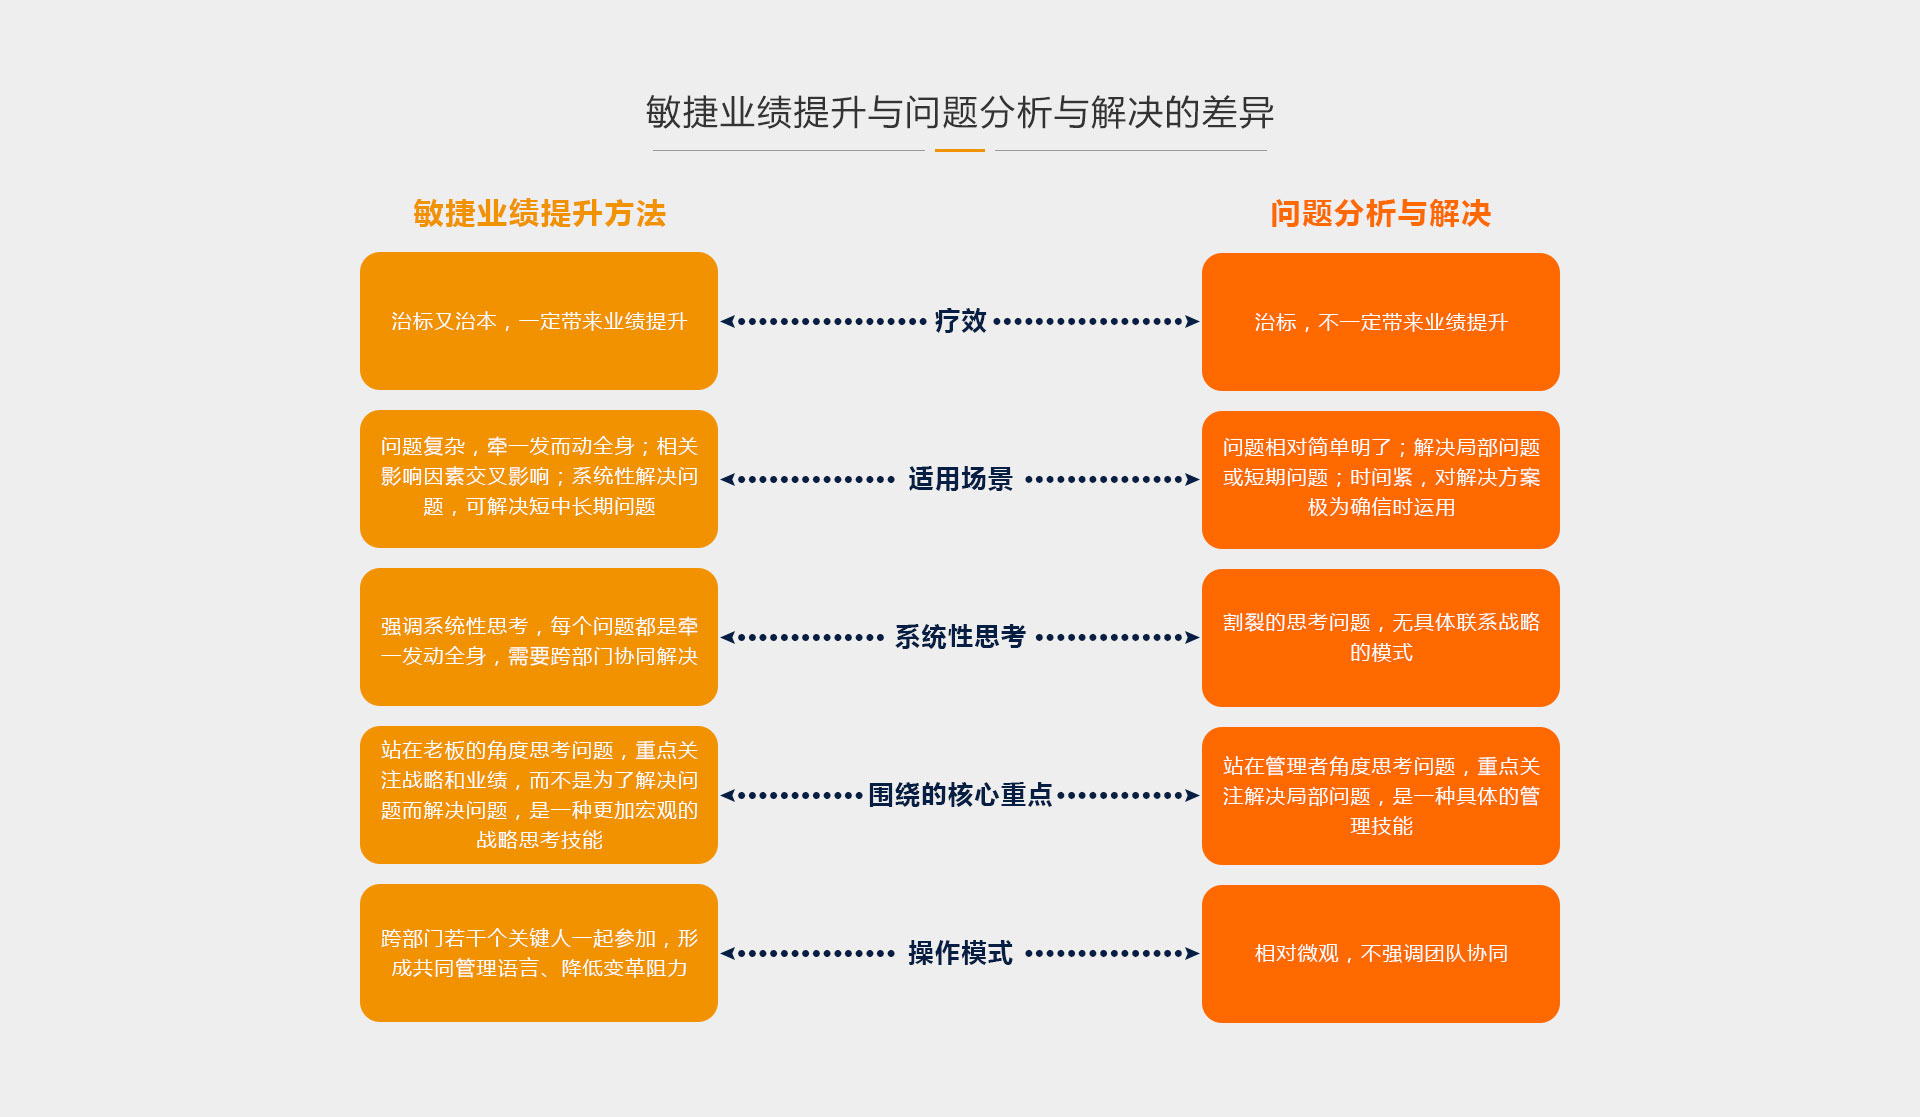 敏捷业绩提升与问题分析与解决的差异
敏捷业绩提升方法
问题分析与解决
治标又治本，一定带来业绩提升
疗效
治标，不一定带来业绩提升
问题复杂，牵一发而动全身；相关
影响因素交叉影响；系统性解决问
题，可解决短中长期问题
适用场景
问题相对简单明了；解决局部问题
或短期问题；时间紧，对解决方案
极为确信时运用
强调系统性思考，每个问题都是牵
一发动全身，需要跨部门协同解决
系统性思考
割裂的思考问题，无具体联系战略
的模式
站在老板的角度思考问题，重点关
注战略和业绩，而不是为了解决问
题而解决问题，是一种更加宏观的
战略思考技能
围绕的核心重点
站在管理者角度思考问题，重点关
注解决局部问题，是一种具体的管
理技能
跨部门若干个关键人一起参加，形
成共同管理语言、降低变革阻力
操作模式
相对微观，不强调团队协同